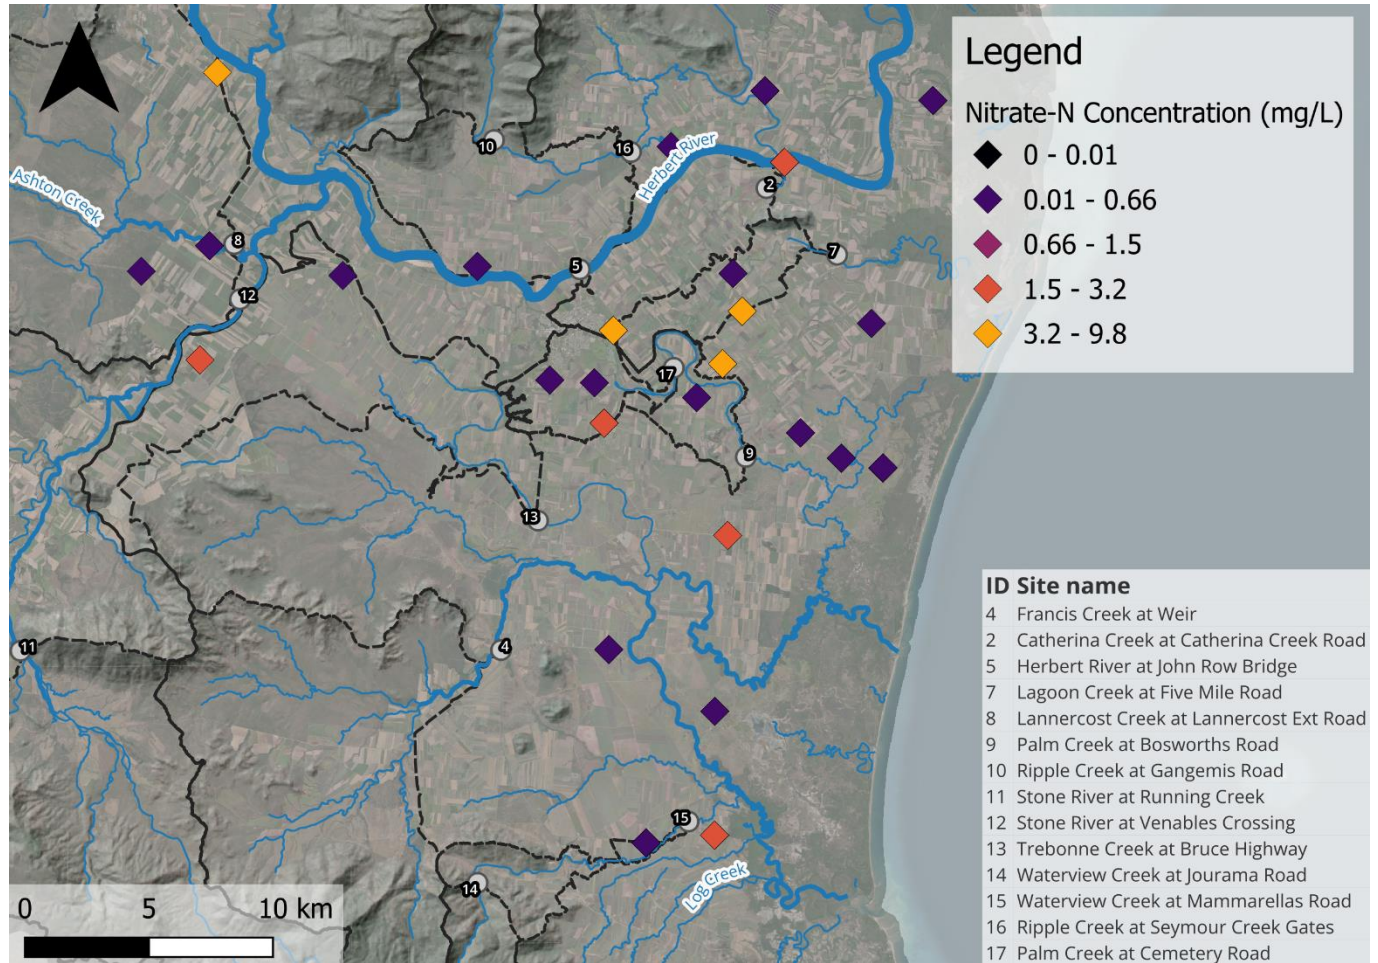 Legend
Nitrate-N Concentration (mg/L)
0 - 0.01
0.01 - 0.66
0.66 - 1.5
1.5 - 3.2
3.2 - 9.8
10
16
Herbert River
2
Ashton Creek
8
7
5
12
17
9
13
4
11
15
14
Log Creek
0 5 10 km
ID Site name
4 Francis Creek at Weir
2 Catherina Creek at Catherina Creek Road
5 Herbert River at John Row Bridge
7 Lagoon Creek at Five Mile Road
8 Lannercost Creek at Lannercost Ext Road
9 Palm Creek at Bosworths Road
10 Ripple Creek at Gangemis Road
11 Stone River at Running Creek
12 Stone River at Venables Crossing
13 Trebonne Creek at Bruce Highway
14 Waterview Creek at Jourama Road
15 Waterview Creek at Mammarellas Road
16 Ripple Creek at Seymour Creek Gates
17 Palm Creek at Cemetery Road